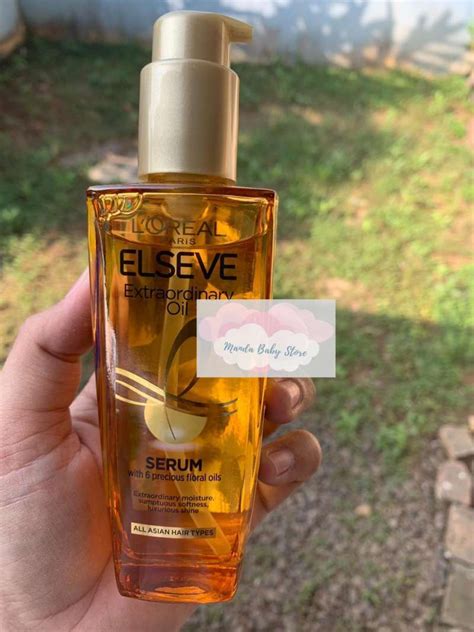 L'ORÉAL
PARIS
ELSEVE
Extraordinary
Oil
Manda Baby Store
SERUM
with 6 precious floral oils
Extraordinary moisture,
sumptuous softness,
luxurious shine
ALL ASIAN HAIR TYPES